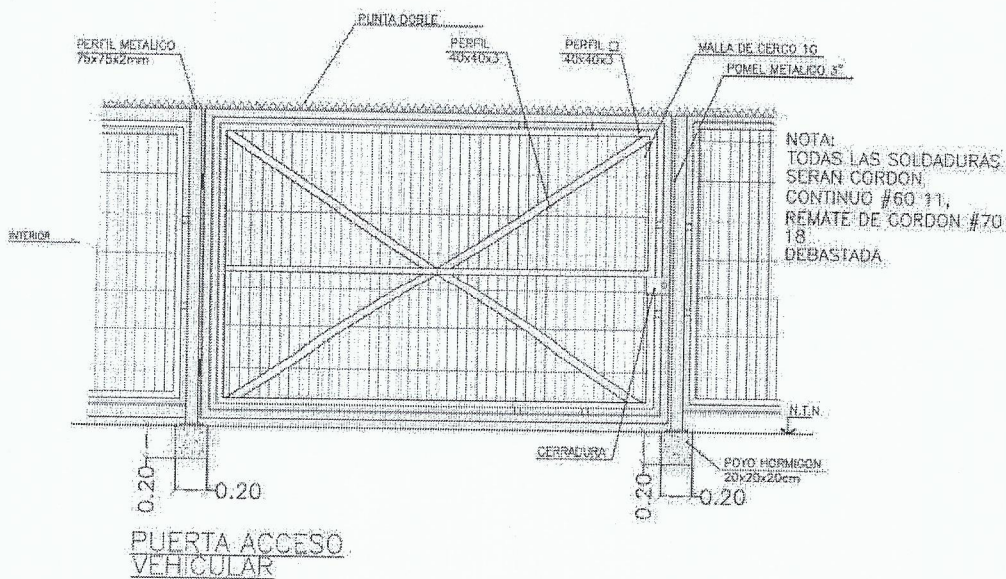 PUNTA DOBLE
PERFIL METALICO
75x75x2mm
PERFIL
40x40x3
PERFIL
40x40x3
MALLA DE CERCO 1G
POMEL METALICO 3"
NOTA:
TODAS LAS SOLDADURAS
SERAN CORDON
CONTINUO #60 11,
REMATE DE CORDON #70
18
DEBASTADA
INTERIOR
N.T.N.
CERRADURA
POYO HORMIGON
20x20x20cm
0.20
0.20
0.20
0.20
PUERTA ACCESO
VEHICULAR